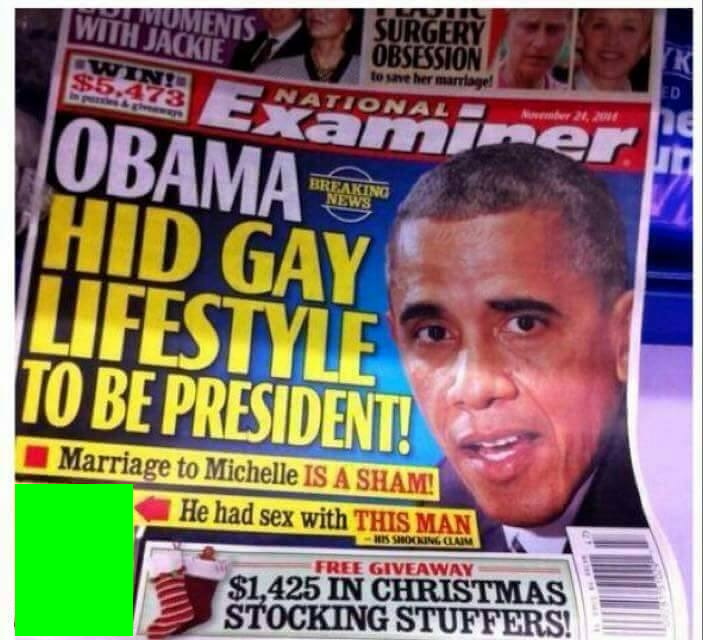 MOMENTS
WITH JACKIE
PLASTIC
SURGERY
OBSESSION
to save her marriage!
WIN!
$5,473
in puzzles & giveaways
NATIONAL
Examiner
November 24, 2014
OBAMA
BREAKING
NEWS
HID GAY
LIFESTYLE
TO BE PRESIDENT!
Marriage to Michelle IS A SHAM!
He had sex with THIS MAN
– HIS SHOCKING CLAIM
FREE GIVEAWAY
$1,425 IN CHRISTMAS
STOCKING STUFFERS!